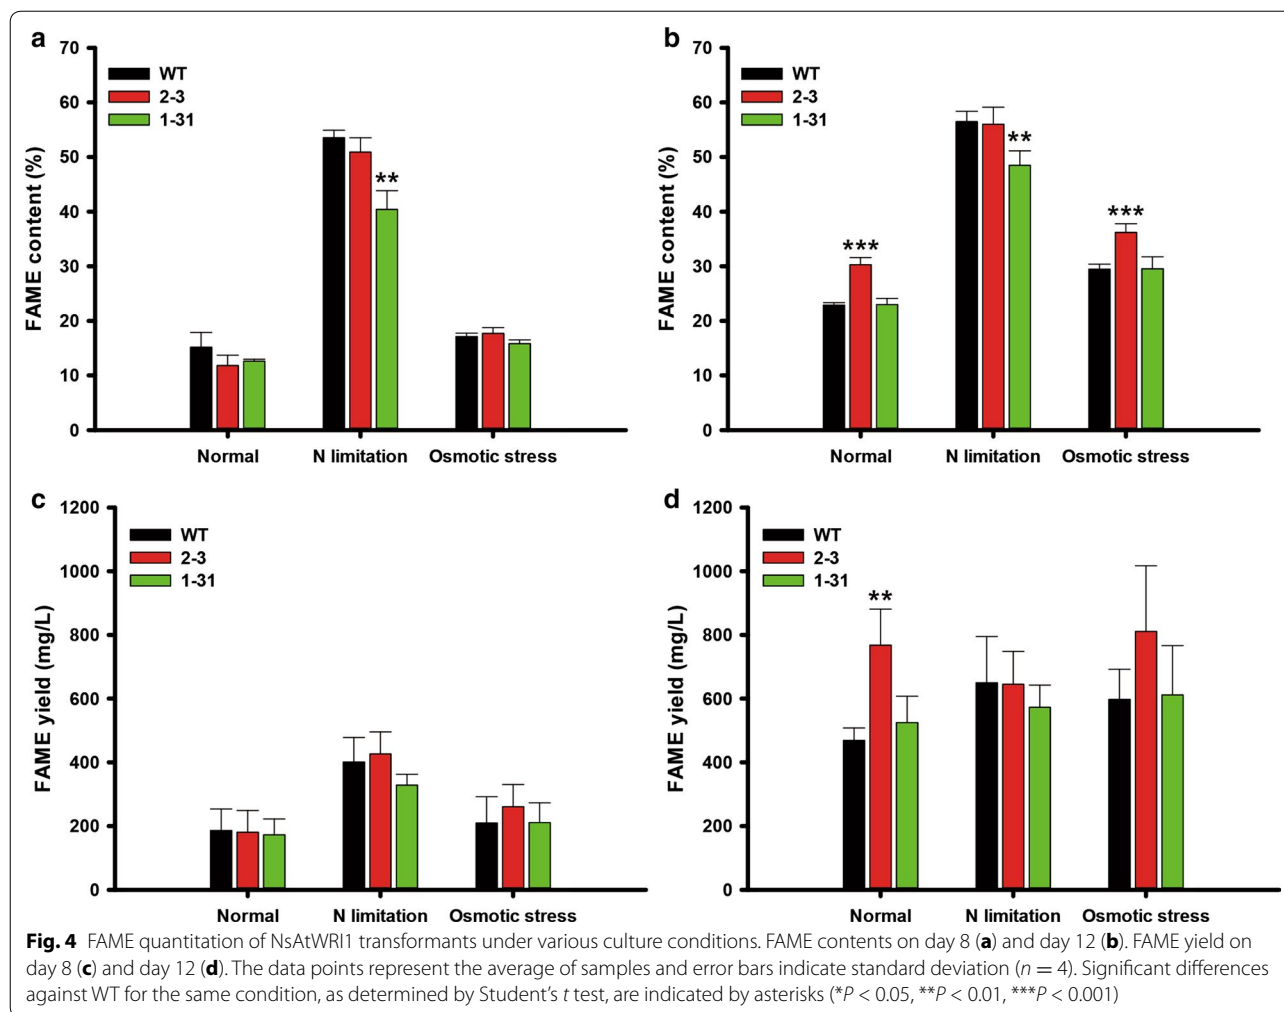 a
FAME content (%)
70
60
50
40
30
20
10
0
WT
2-3
1-31
**
Normal N limitation Osmotic stress
b
FAME content (%)
70
60
50
40
30
20
10
0
WT
2-3
1-31
***
**
***
Normal N limitation Osmotic stress
c
FAME yield (mg/L)
1200
1000
800
600
400
200
0
WT
2-3
1-31
Normal N limitation Osmotic stress
d
FAME yield (mg/L)
1200
1000
800
600
400
200
0
WT
2-3
1-31
**
Normal N limitation Osmotic stress
Fig. 4 FAME quantitation of NsAtWRI1 transformants under various culture conditions. FAME contents on day 8 (a) and day 12 (b). FAME yield on
day 8 (c) and day 12 (d). The data points represent the average of samples and error bars indicate standard deviation (n = 4). Significant differences
against WT for the same condition, as determined by Student's t test, are indicated by asterisks (*P < 0.05, **P < 0.01, ***P < 0.001)